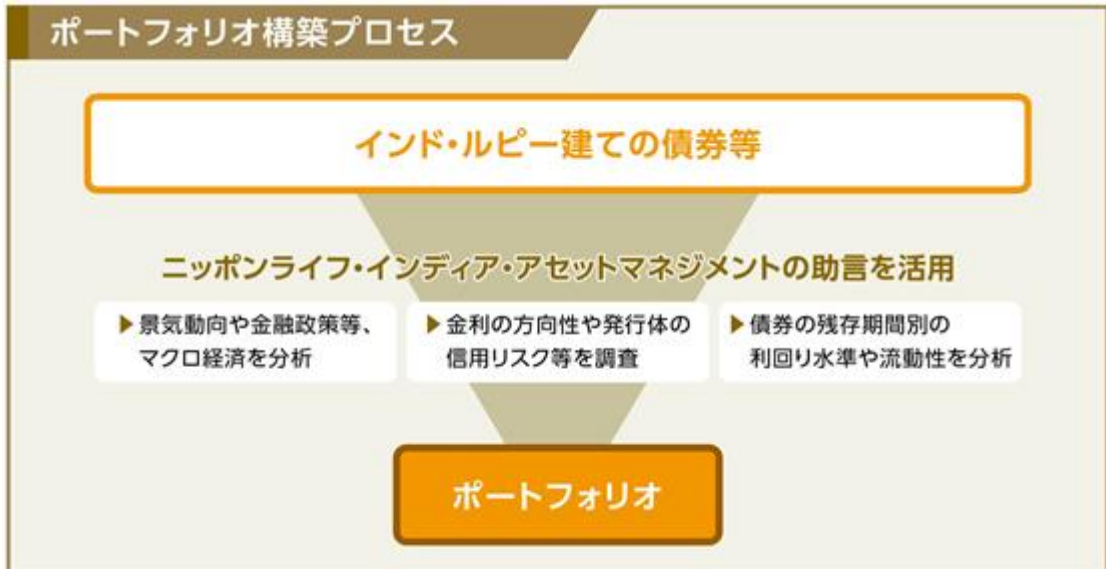 ポートフォリオ構築プロセス
インド・ルピー建ての債券等
ニッポンライフ・インディア・アセットマネジメントの助言を活用
▶景気動向や金融政策等、
マクロ経済を分析
▶金利の方向性や発行体の
信用リスク等を調査
▶債券の残存期間別の
利回り水準や流動性を分析
ポートフォリオ